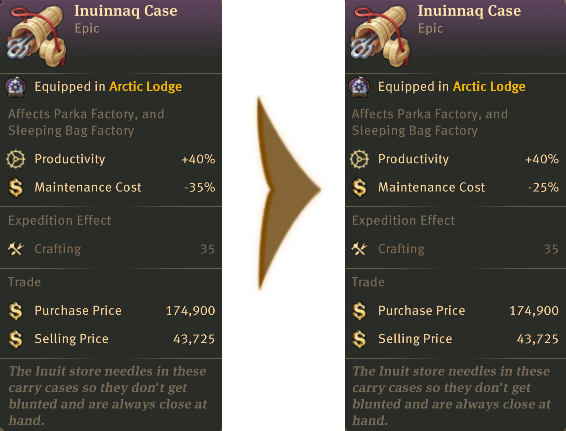 Inuinnaq Case
Epic
Equipped in Arctic Lodge
Affects Parka Factory, and
Sleeping Bag Factory
Productivity +40%
Maintenance Cost -35%
Expedition Effect
Crafting 35
Trade
Purchase Price 174,900
Selling Price 43,725
The Inuit store needles in these
carry cases so they don't get
blunted and are always close at
hand.
Inuinnaq Case
Epic
Equipped in Arctic Lodge
Affects Parka Factory, and
Sleeping Bag Factory
Productivity +40%
Maintenance Cost -25%
Expedition Effect
Crafting 35
Trade
Purchase Price 174,900
Selling Price 43,725
The Inuit store needles in these
carry cases so they don't get
blunted and are always close at
hand.